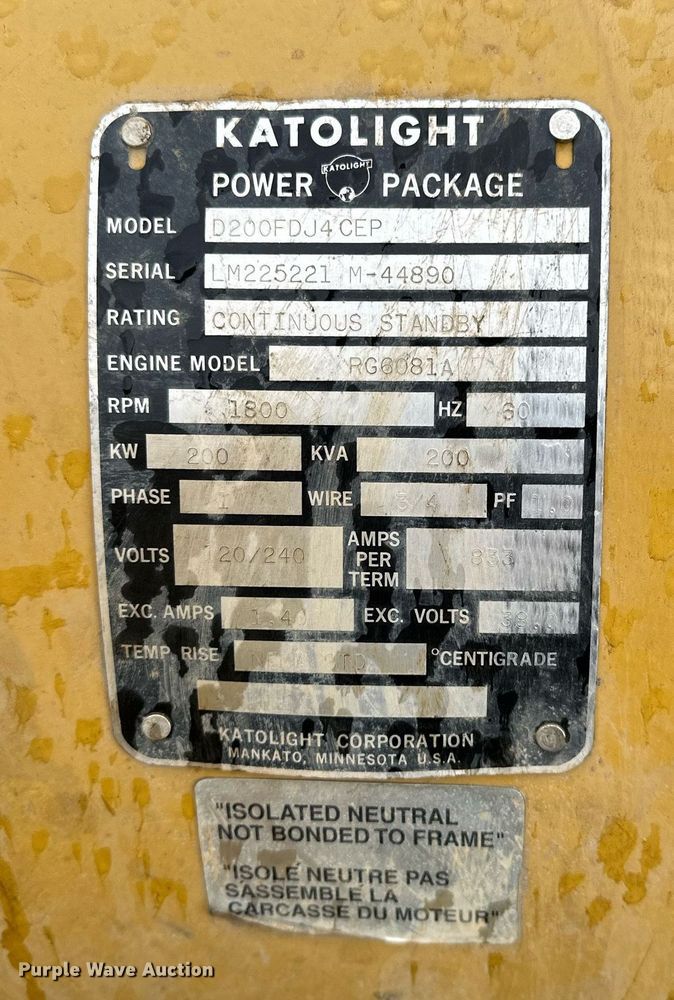 KATOLIGHT
POWER KATOLIGHT PACKAGE
MODEL D200FDJ4CEP
SERIAL LM225221 M-44890
RATING CONTINUOUS STANDBY
ENGINE MODEL RG6081A
RPM 1800 HZ 60
KW 200 KVA 200
PHASE 1 WIRE 3/4 PF 1.0
VOLTS 120/240 AMPS PER TERM 833
EXC. AMPS EXC. VOLTS
TEMP. RISE °CENTIGRADE
KATOLIGHT CORPORATION
MANKATO, MINNESOTA U.S.A.
"ISOLATED NEUTRAL
NOT BONDED TO FRAME"
"ISOLÉ NEUTRE PAS
SASSEMBLE LA
CARCASSE DU MOTEUR"
Purple Wave Auction